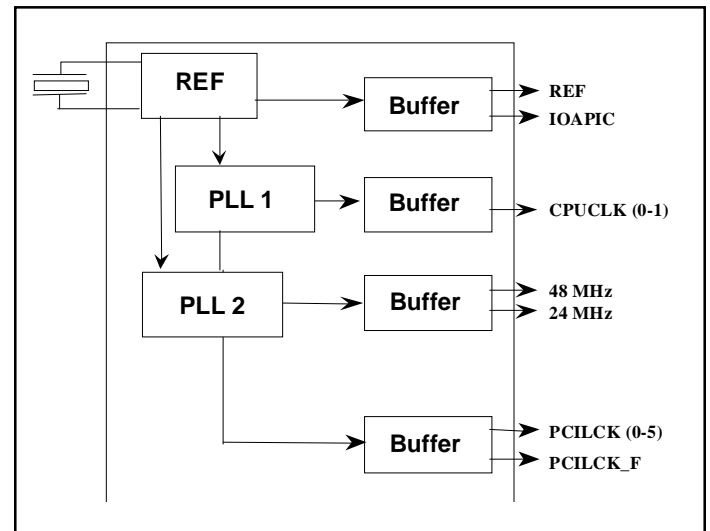 REF
Buffer
REF
IOAPIC
PLL 1
Buffer
CPUCLK (0-1)
PLL 2
Buffer
48 MHz
24 MHz
Buffer
PCILCK (0-5)
PCILCK_F